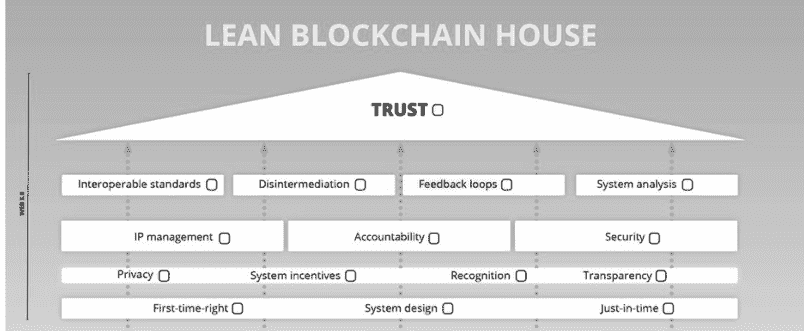 LEAN BLOCKCHAIN HOUSE
TRUST
Interoperable standards Disintermediation Feedback loops System analysis
IP management Accountability Security
Privacy System incentives Recognition Transparency
First-time-right System design Just-in-time